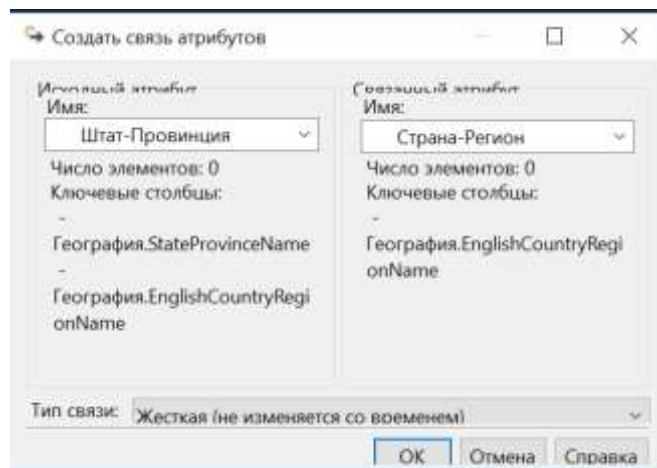 Создать связь атрибутов
Исходный атрибут
Связанный атрибут
Имя:
Имя:
Штат-Провинция
Страна-Регион
Число элементов: 0
Число элементов: 0
Ключевые столбцы:
Ключевые столбцы:
-
-
География.StateProvinceName
География.EnglishCountryRegi
onName
-
География.EnglishCountryRegi
onName
Тип связи:
Жесткая (не изменяется со временем)
OK
Отмена
Справка